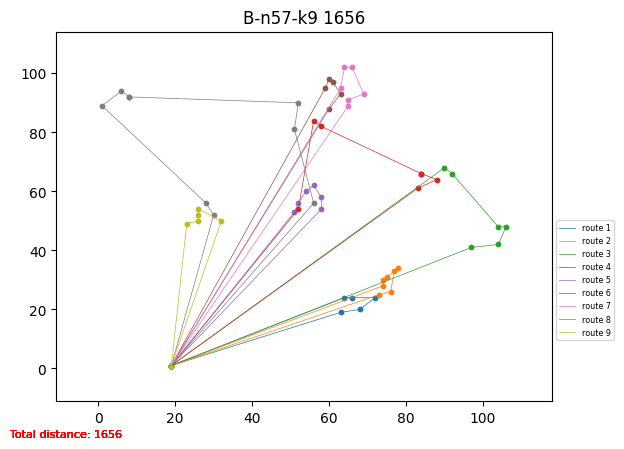 B-n57-k9 1656
100
80
60
40
20
0
0 20 40 60 80 100
route 1
route 2
route 3
route 4
route 5
route 6
route 7
route 8
route 9
Total distance: 1656